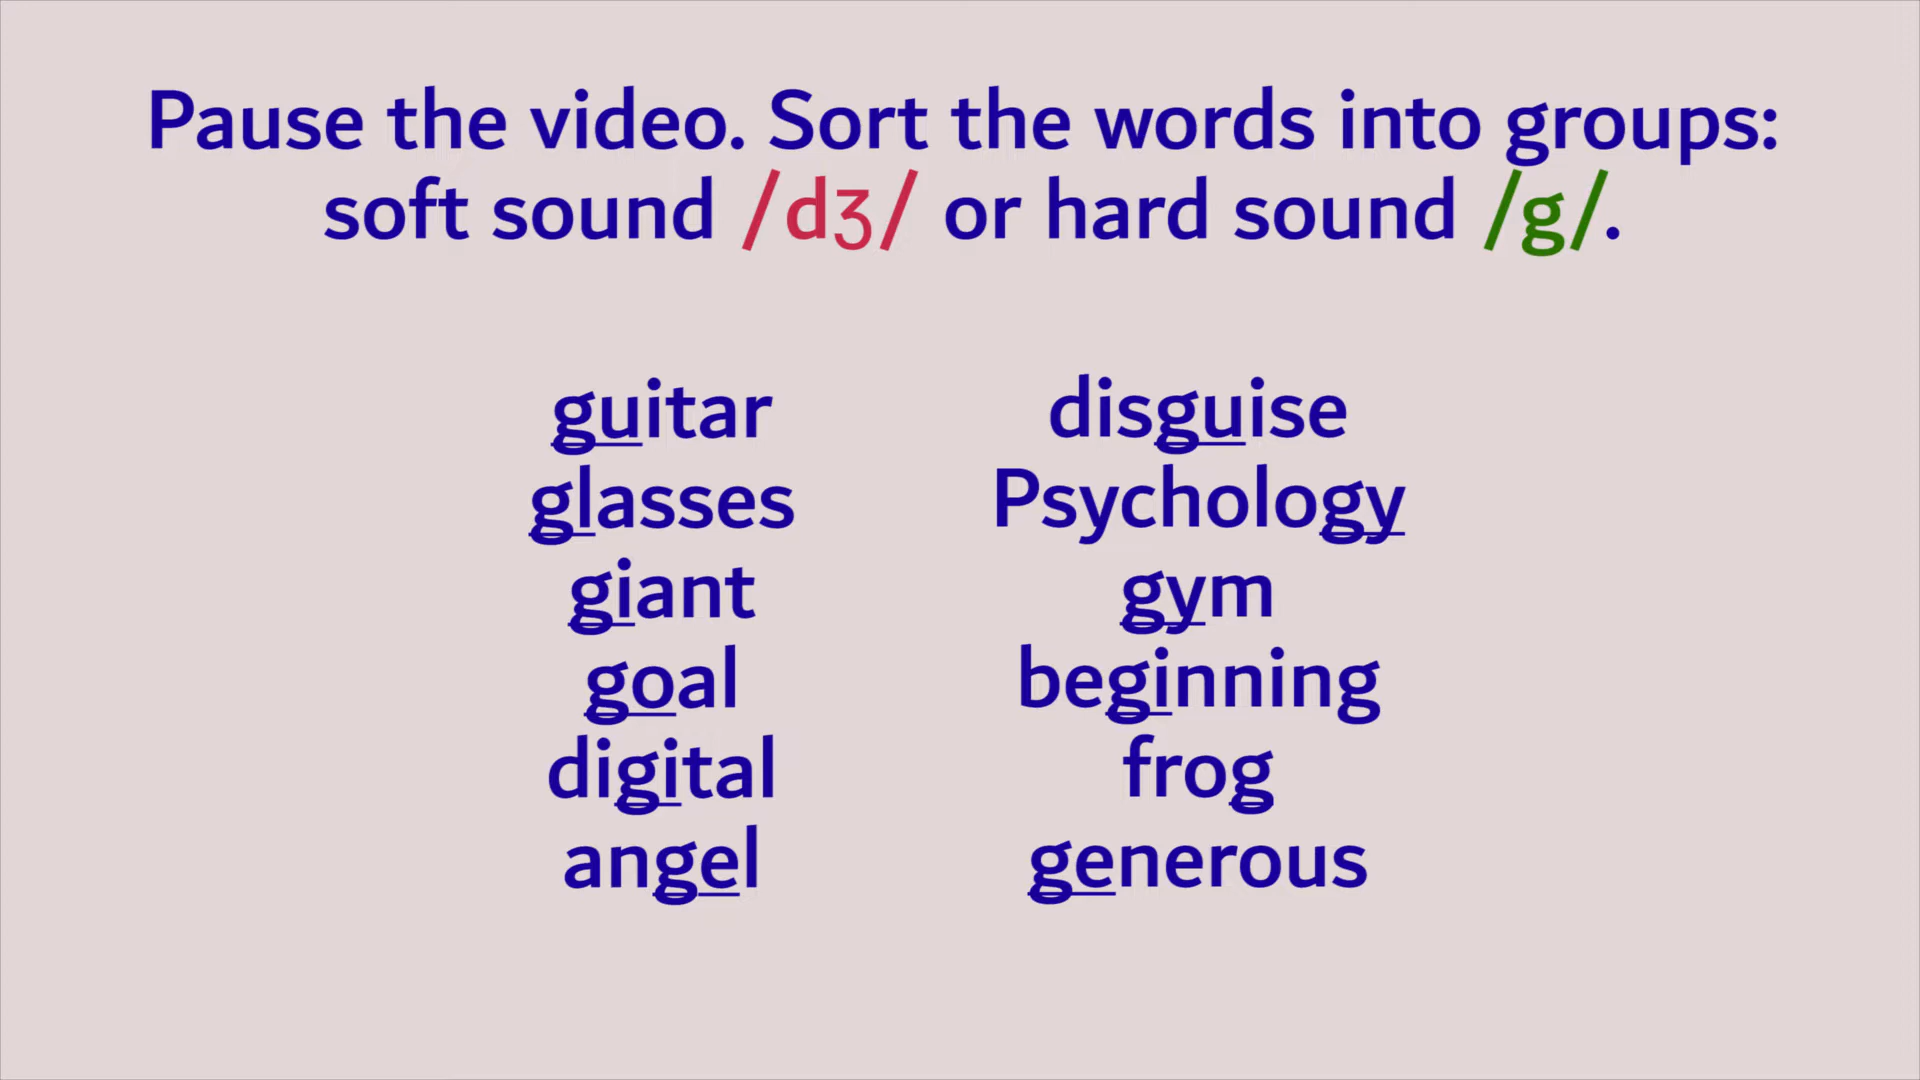 Pause the video. Sort the words into groups:
soft sound /dʒ/ or hard sound /g/.
guitar
glasses
giant
goal
digital
angel
disguise
Psychology
gym
beginning
frog
generous